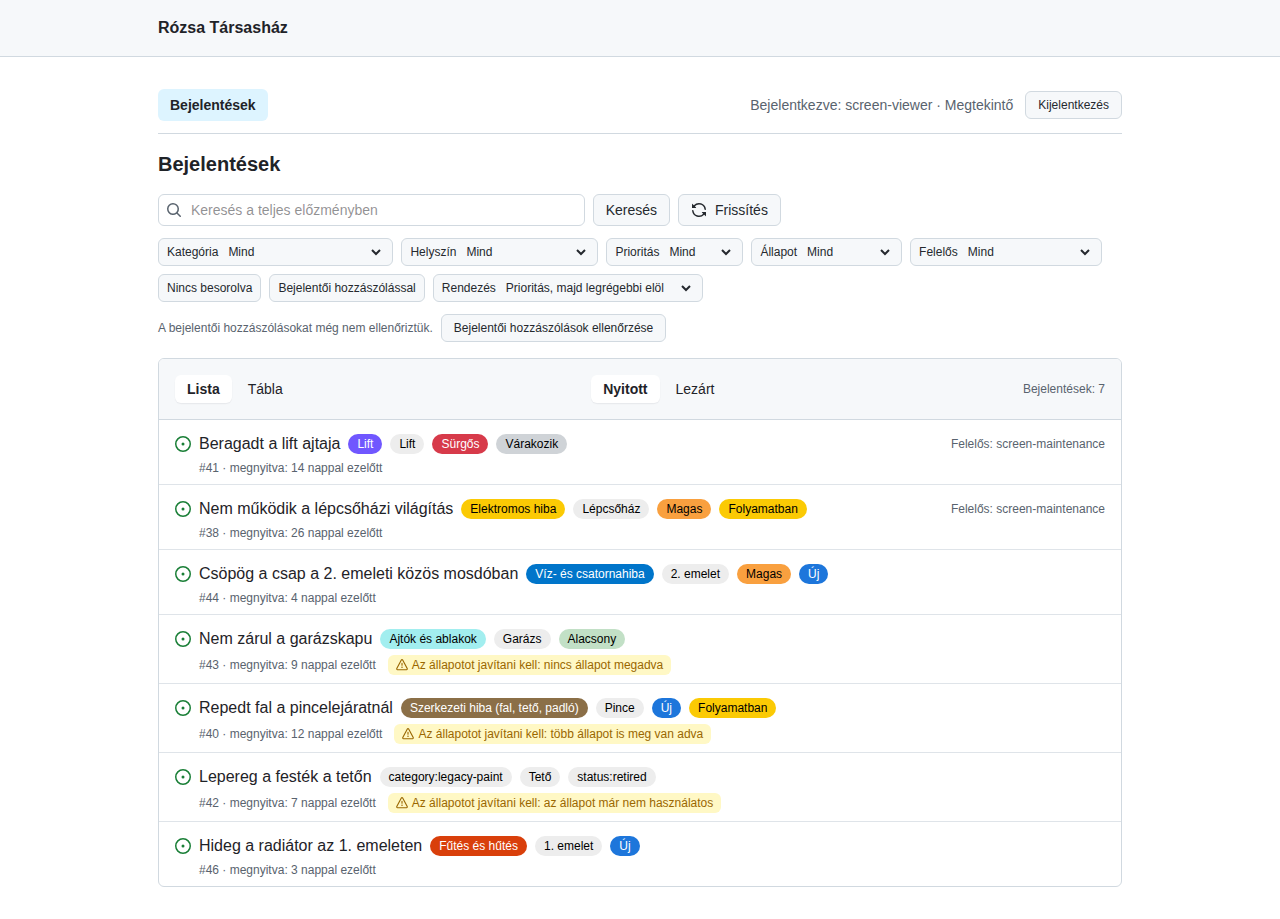 Rózsa Társasház
Bejelentések
Bejelentkezve: screen-viewer · Megtekintő
Kijelentkezés
Bejelentések
Keresés a teljes előzményben
Keresés
Frissítés
Kategória Mind
Helyszín Mind
Prioritás Mind
Állapot Mind
Felelős Mind
Nincs besorolva
Bejelentői hozzászólással
Rendezés Prioritás, majd legrégebbi elöl
A bejelentői hozzászólásokat még nem ellenőriztük.
Bejelentői hozzászólások ellenőrzése
Lista
Tábla
Nyitott
Lezárt
Bejelentések: 7
Beragadt a lift ajtaja Lift Lift Sürgős Várakozik
Felelős: screen-maintenance
#41 · megnyitva: 14 nappal ezelőtt
Nem működik a lépcsőházi világítás Elektromos hiba Lépcsőház Magas Folyamatban
Felelős: screen-maintenance
#38 · megnyitva: 26 nappal ezelőtt
Csöpög a csap a 2. emeleti közös mosdóban Víz- és csatornahiba 2. emelet Magas Új
#44 · megnyitva: 4 nappal ezelőtt
Nem zárul a garázskapu Ajtók és ablakok Garázs Alacsony
#43 · megnyitva: 9 nappal ezelőtt Az állapotot javítani kell: nincs állapot megadva
Repedt fal a pincelejáratnál Szerkezeti hiba (fal, tető, padló) Pince Új Folyamatban
#40 · megnyitva: 12 nappal ezelőtt Az állapotot javítani kell: több állapot is meg van adva
Lepereg a festék a tetőn category:legacy-paint Tető status:retired
#42 · megnyitva: 7 nappal ezelőtt Az állapotot javítani kell: az állapot már nem használatos
Hideg a radiátor az 1. emeleten Fűtés és hűtés 1. emelet Új
#46 · megnyitva: 3 nappal ezelőtt